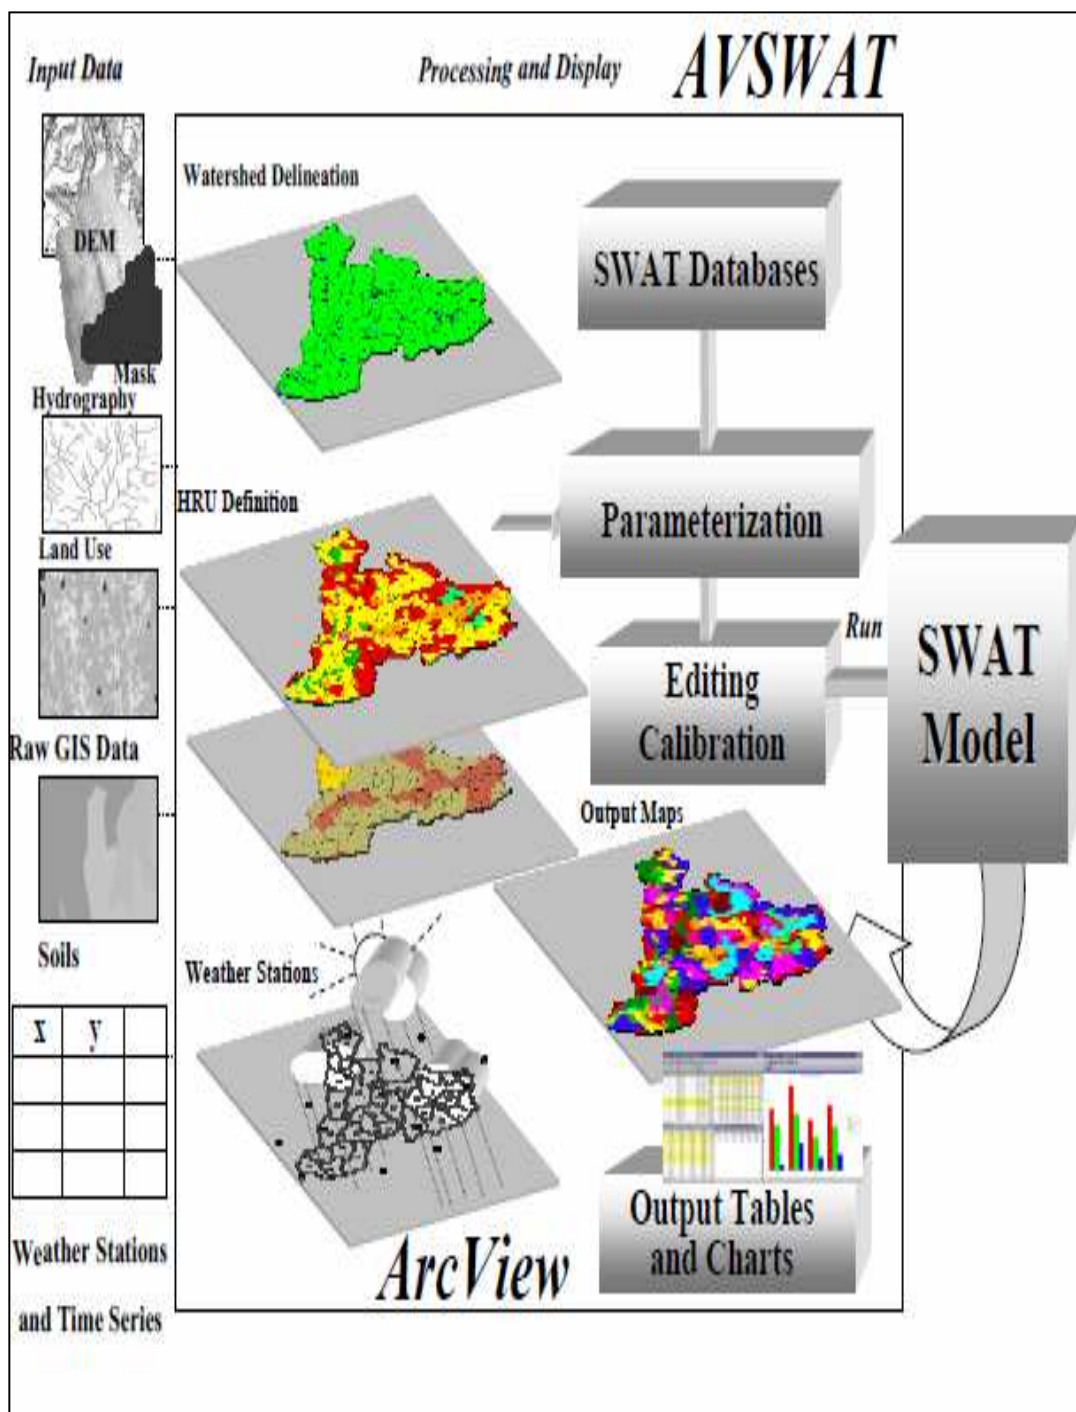 Input Data
Processing and Display
AVSWAT
DEM
Mask
Hydrography
Land Use
Raw GIS Data
Soils
x y
Weather Stations
and Time Series
Watershed Delineation
HRU Definition
Weather Stations
ArcView
SWAT Databases
Parameterization
Editing
Calibration
Run
SWAT
Model
Output Maps
Output Tables
and Charts